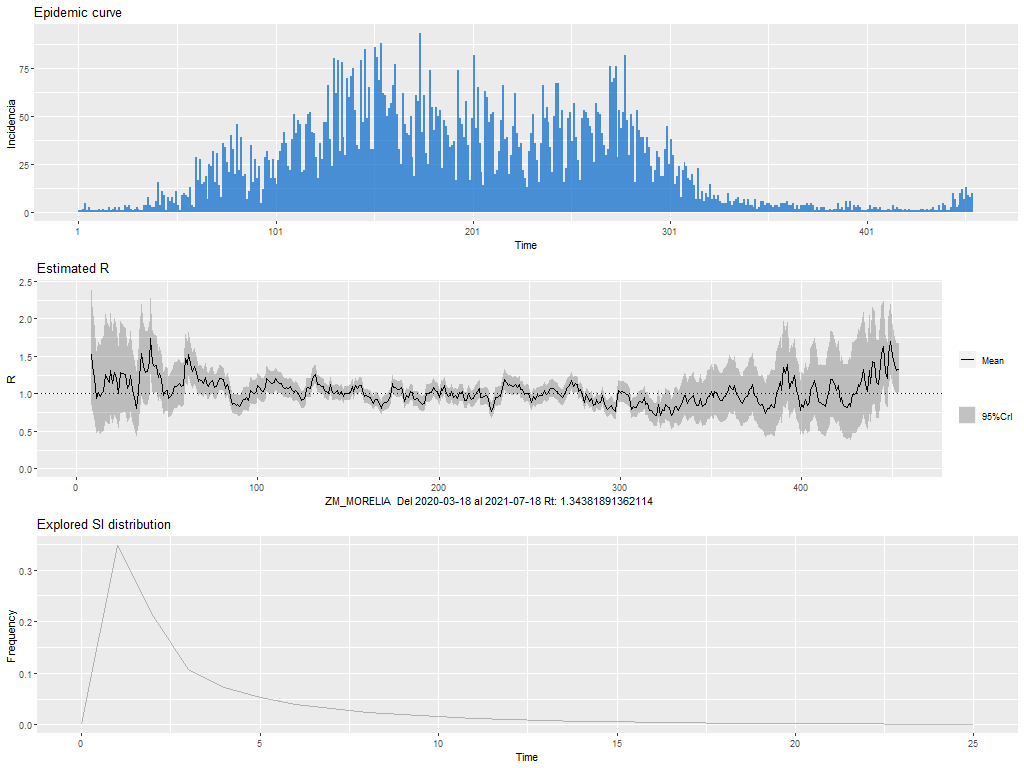 Epidemic curve
Incidencia
75
50
25
0
1
101
201
301
401
Time
Estimated R
R
2.5
2.0
1.5
1.0
0.5
0.0
0
100
200
300
400
ZM_MORELIA Del 2020-03-18 al 2021-07-18 Rt: 1.34381891362114
Mean
95%CrI
Explored SI distribution
Frequency
0.3
0.2
0.1
0.0
0
5
10
15
20
25
Time